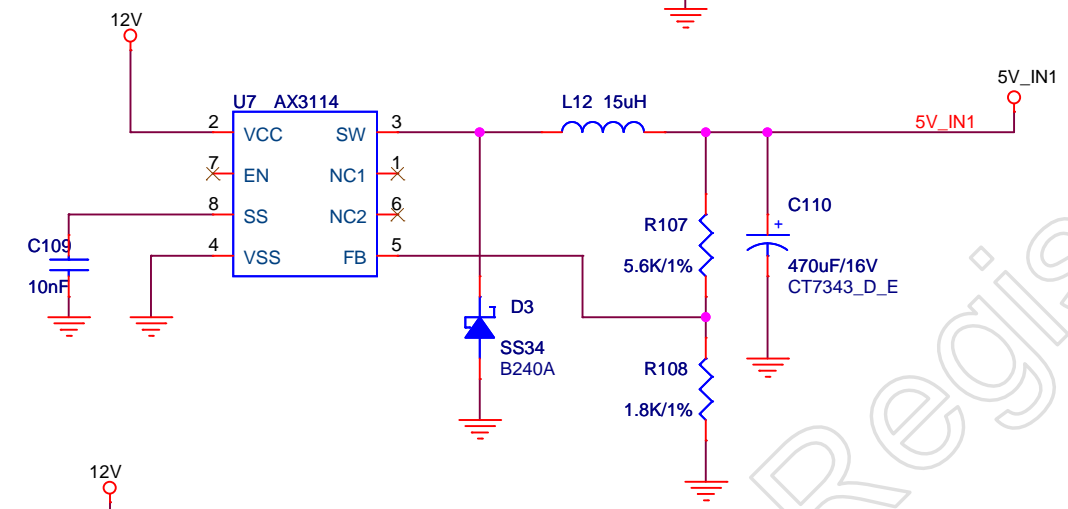 12V
5V_IN1
U7 AX3114
L12 15uH
2 VCC SW 3
5V_IN1
7 EN NC1 1
8 SS NC2 6
4 VSS FB 5
C109
10nF
R107
5.6K/1%
C110
+
470uF/16V
CT7343_D_E
D3
SS34
B240A
R108
1.8K/1%
12V
Regis